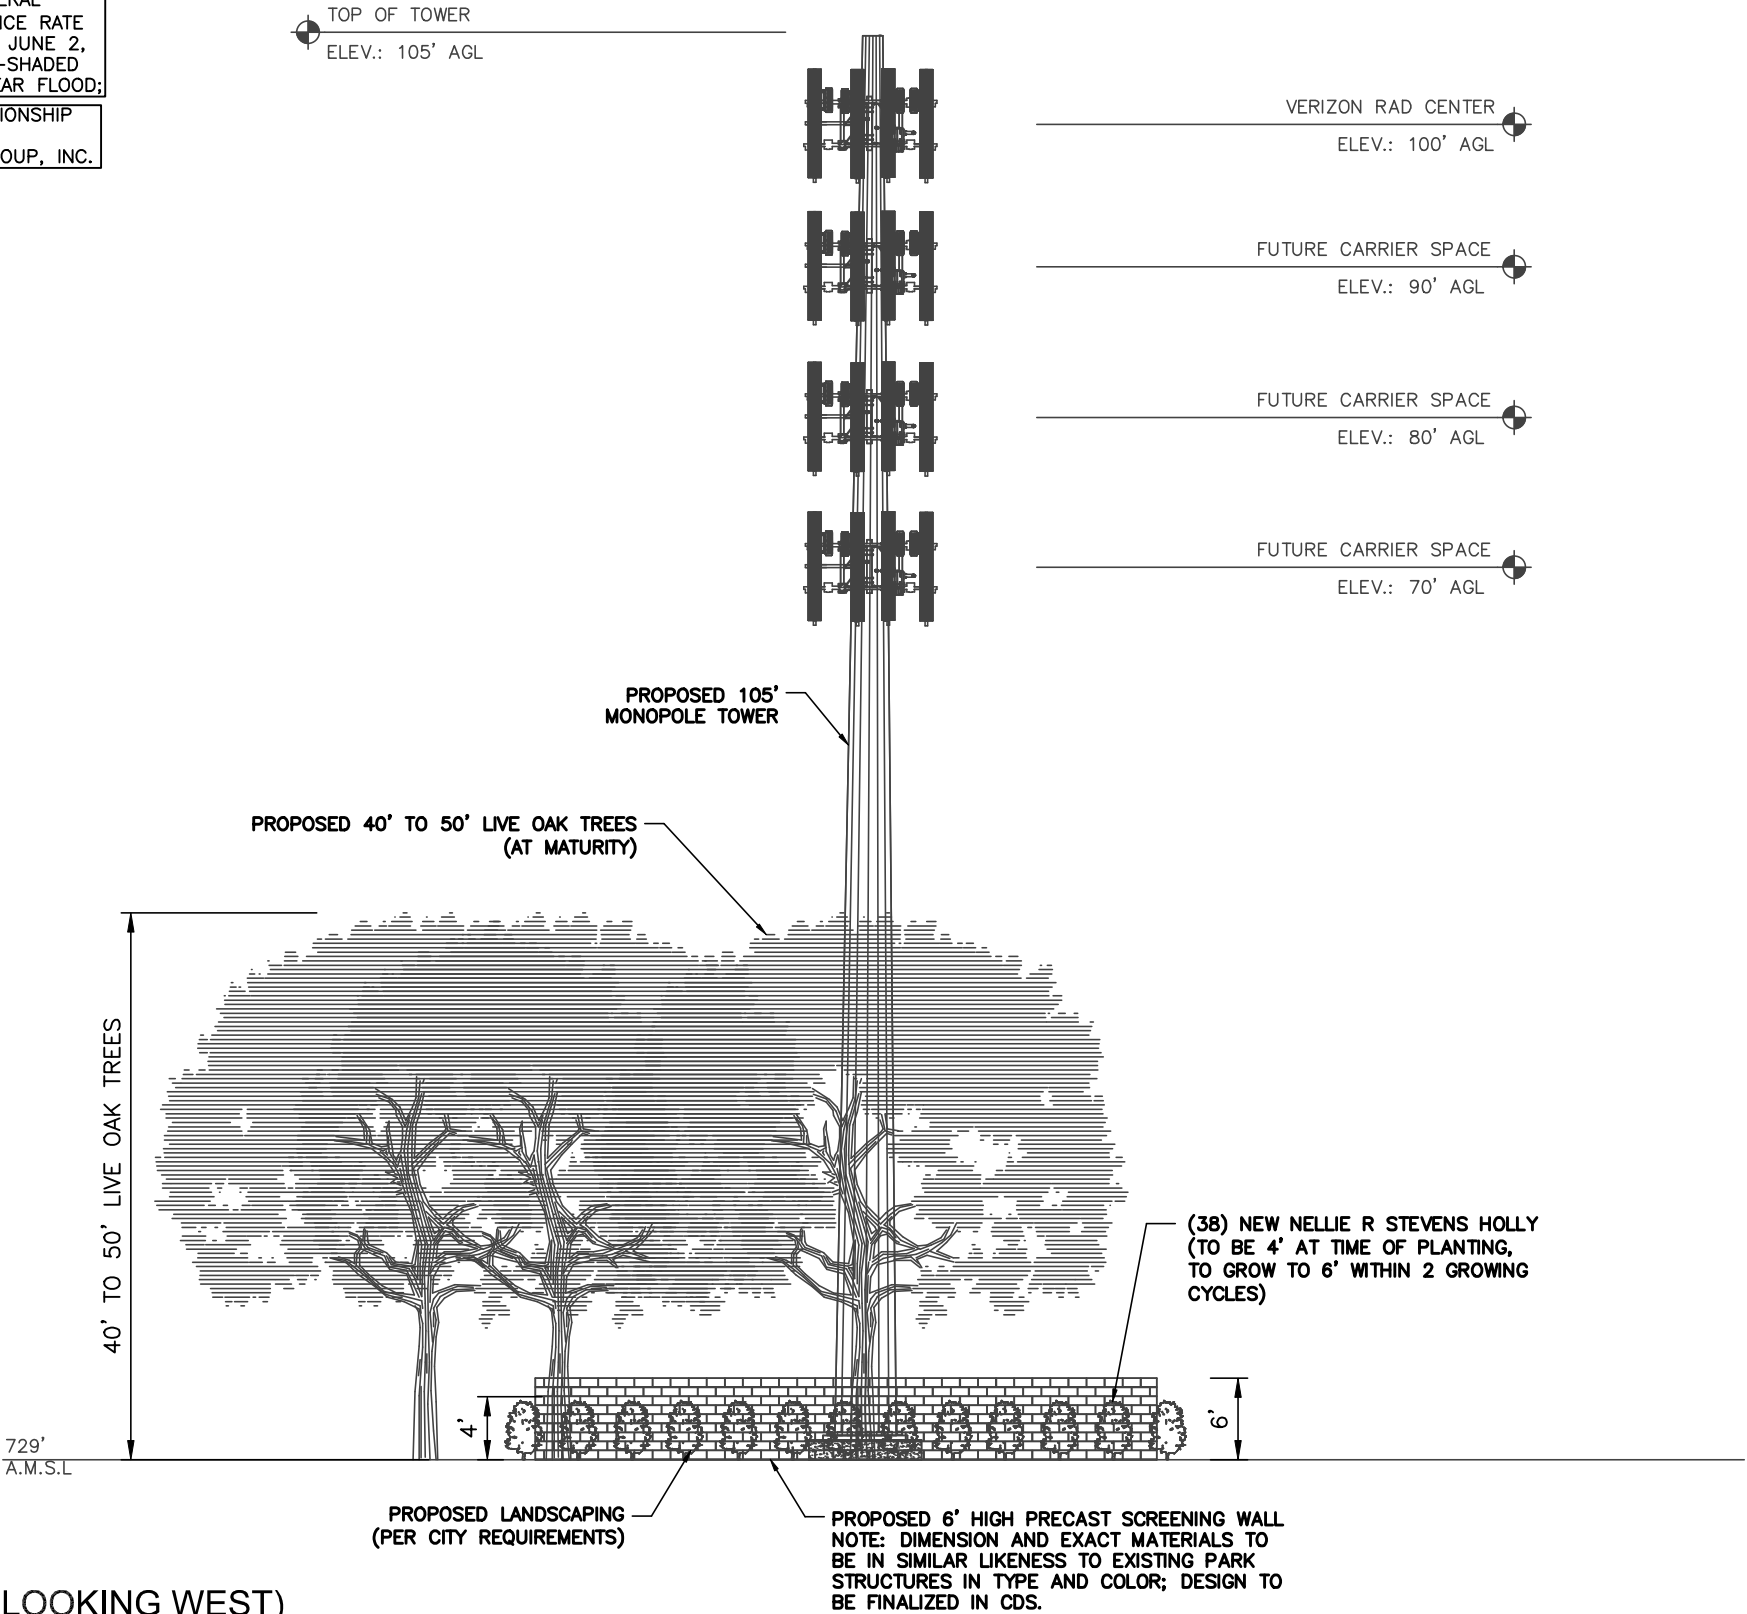 ICE RATE
JUNE 2,
-SHADED
EAR FLOOD;
IONSHIP
OUP, INC.
TOP OF TOWER
ELEV.: 105' AGL
VERIZON RAD CENTER
ELEV.: 100' AGL
FUTURE CARRIER SPACE
ELEV.: 90' AGL
FUTURE CARRIER SPACE
ELEV.: 80' AGL
FUTURE CARRIER SPACE
ELEV.: 70' AGL
PROPOSED 105'
MONOPOLE TOWER
PROPOSED 40' TO 50' LIVE OAK TREES
(AT MATURITY)
40' TO 50' LIVE OAK TREES
(38) NEW NELLIE R STEVENS HOLLY
(TO BE 4' AT TIME OF PLANTING,
TO GROW TO 6' WITHIN 2 GROWING
CYCLES)
4'
6'
729'
A.M.S.L
PROPOSED LANDSCAPING
(PER CITY REQUIREMENTS)
PROPOSED 6' HIGH PRECAST SCREENING WALL
NOTE: DIMENSION AND EXACT MATERIALS TO
BE IN SIMILAR LIKENESS TO EXISTING PARK
STRUCTURES IN TYPE AND COLOR; DESIGN TO
BE FINALIZED IN CDS.
LOOKING WEST)